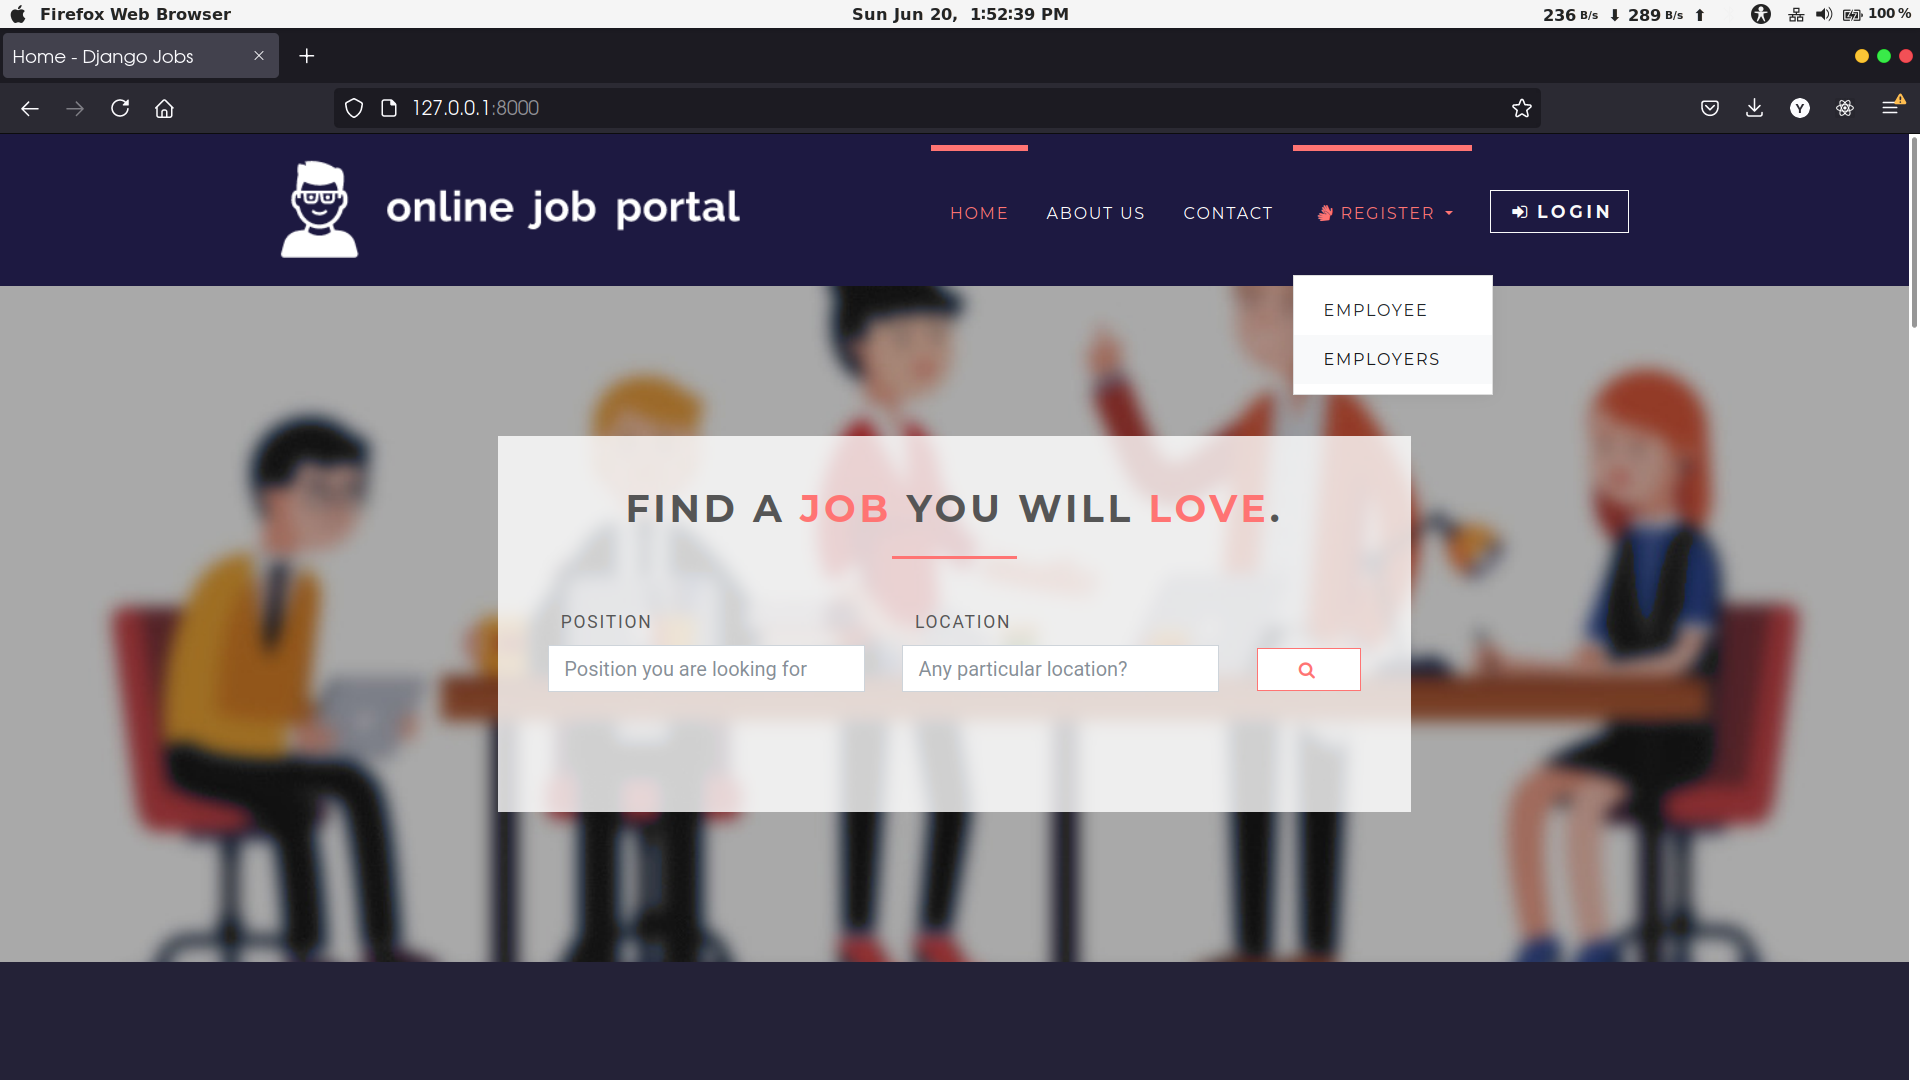 Firefox Web Browser
Sun Jun 20, 1:52:39 PM
236 B/s ⬇ 289 B/s ⬆
100 %
Home - Django Jobs
127.0.0.1:8000
Y
online job portal
HOME
ABOUT US
CONTACT
REGISTER
LOGIN
EMPLOYEE
EMPLOYERS
FIND A JOB YOU WILL LOVE.
POSITION
LOCATION
Position you are looking for
Any particular location?